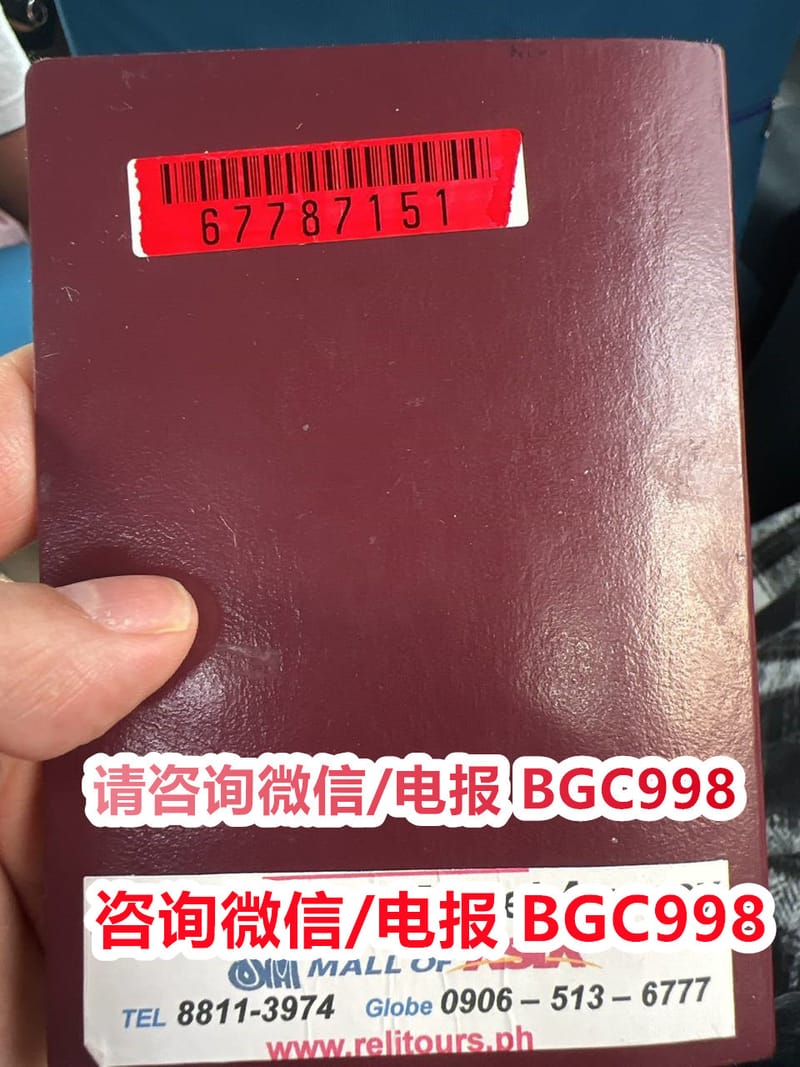 67787151
请咨询微信/电报 BGC998
咨询微信/电报 BGC998
SM MALL OF ASIA
TEL 8811-3974 Globe 0906 – 513 – 6777
www.relitours.ph